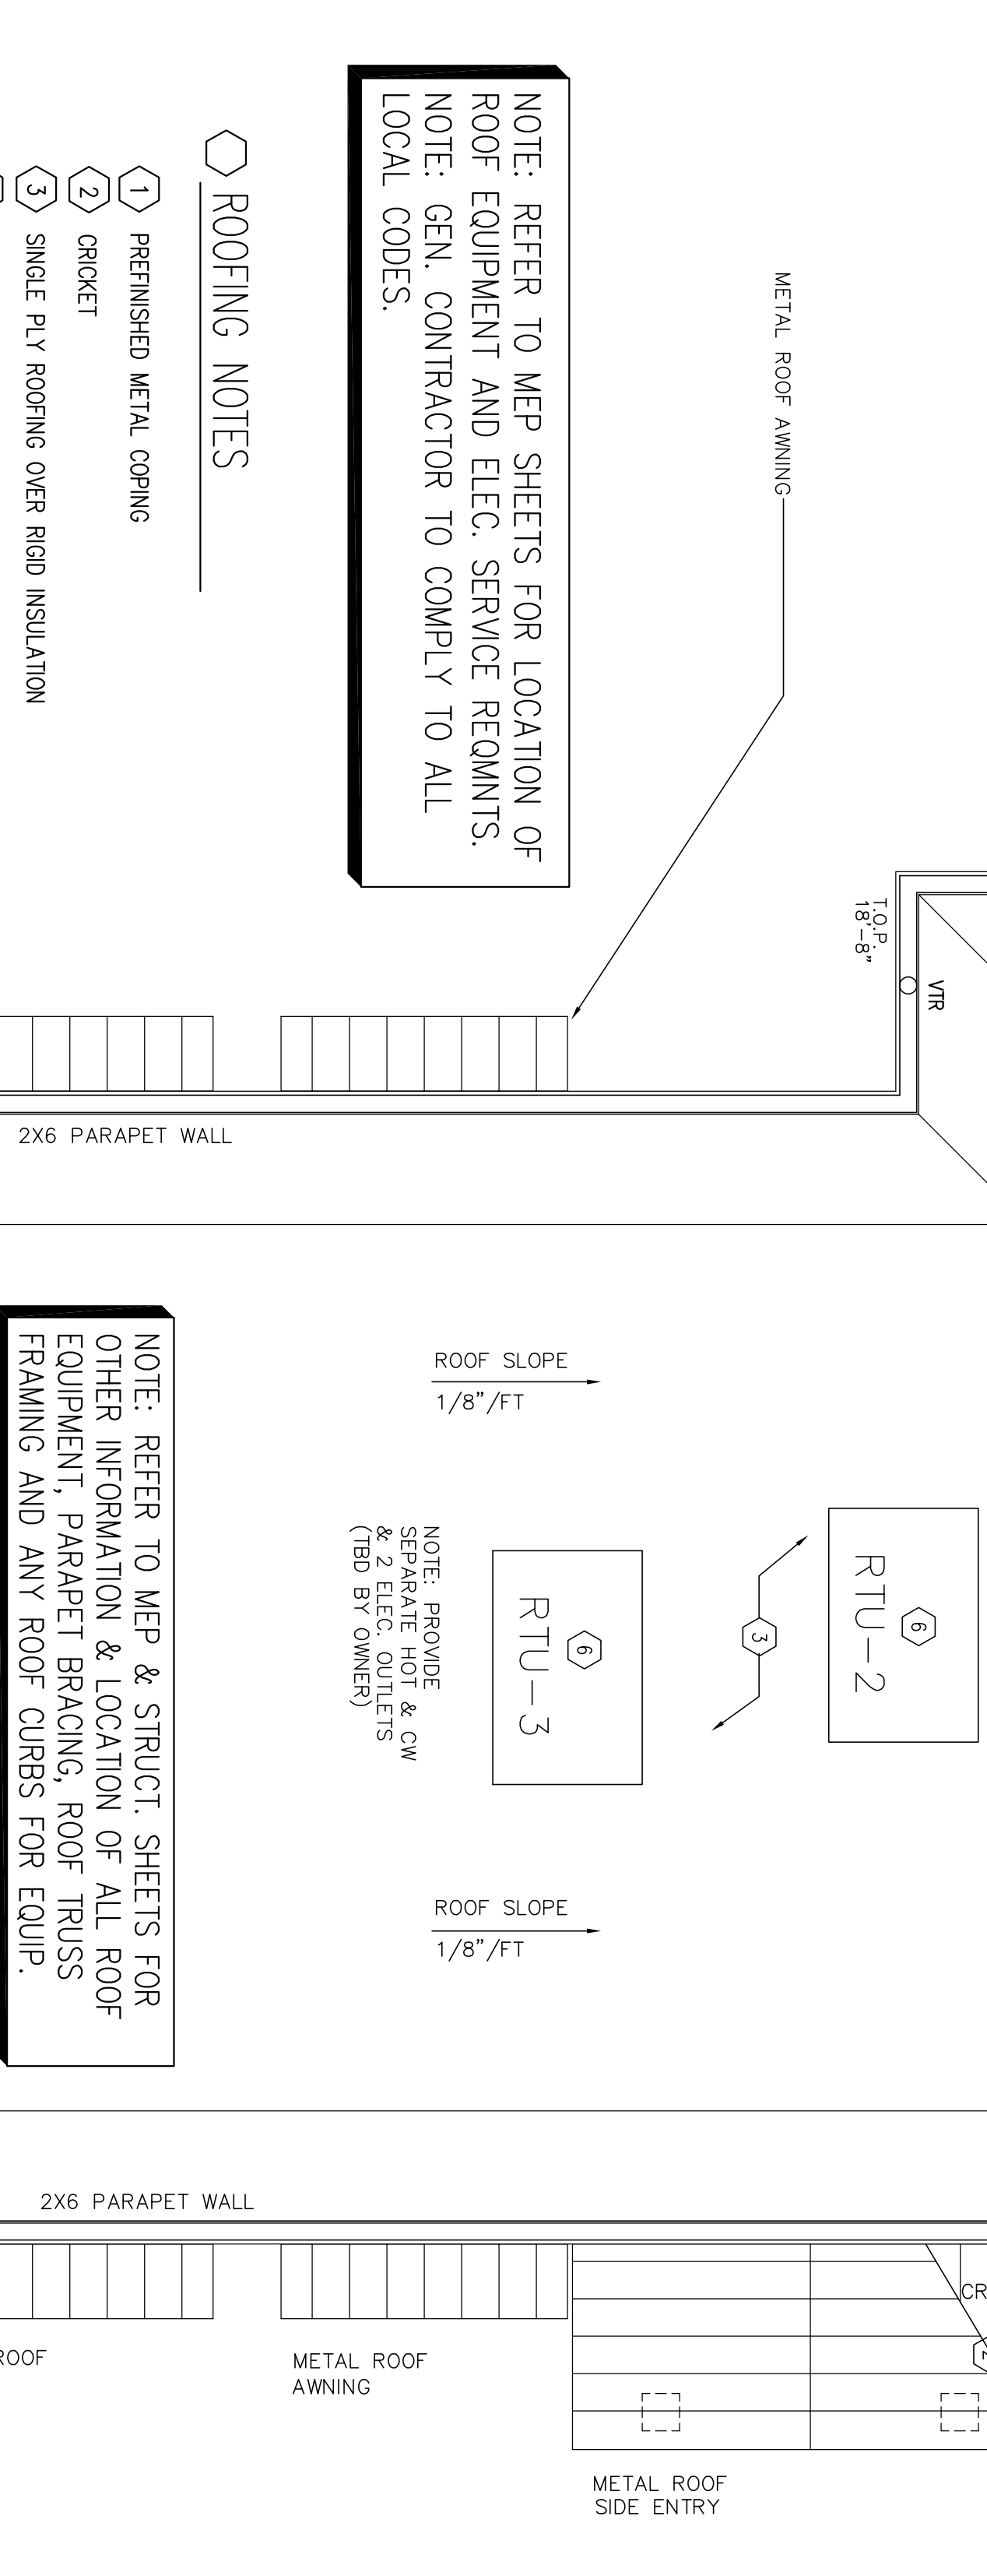 NOTE: REFER TO MEP SHEETS FOR LOCATION OF
ROOF EQUIPMENT AND ELEC. SERVICE REQMNTS.
NOTE: GEN. CONTRACTOR TO COMPLY TO ALL
LOCAL CODES.
ROOFING NOTES
1 PREFINISHED METAL COPING
2 CRICKET
3 SINGLE PLY ROOFING OVER RIGID INSULATION
METAL ROOF AWNING
T.O.P.
18'-8"
VTR
2X6 PARAPET WALL
ROOF SLOPE
1/8"/FT
6
RTU-2
3
6
RTU-3
NOTE: PROVIDE
SEPARATE HOT & CW
& 2 ELEC. OUTLETS
(TBD BY OWNER)
NOTE: REFER TO MEP & STRUCT. SHEETS FOR
OTHER INFORMATION & LOCATION OF ALL ROOF
EQUIPMENT, PARAPET BRACING, ROOF TRUSS
FRAMING AND ANY ROOF CURBS FOR EQUIP.
ROOF SLOPE
1/8"/FT
2X6 PARAPET WALL
CR
2
ROOF
METAL ROOF
AWNING
METAL ROOF
SIDE ENTRY